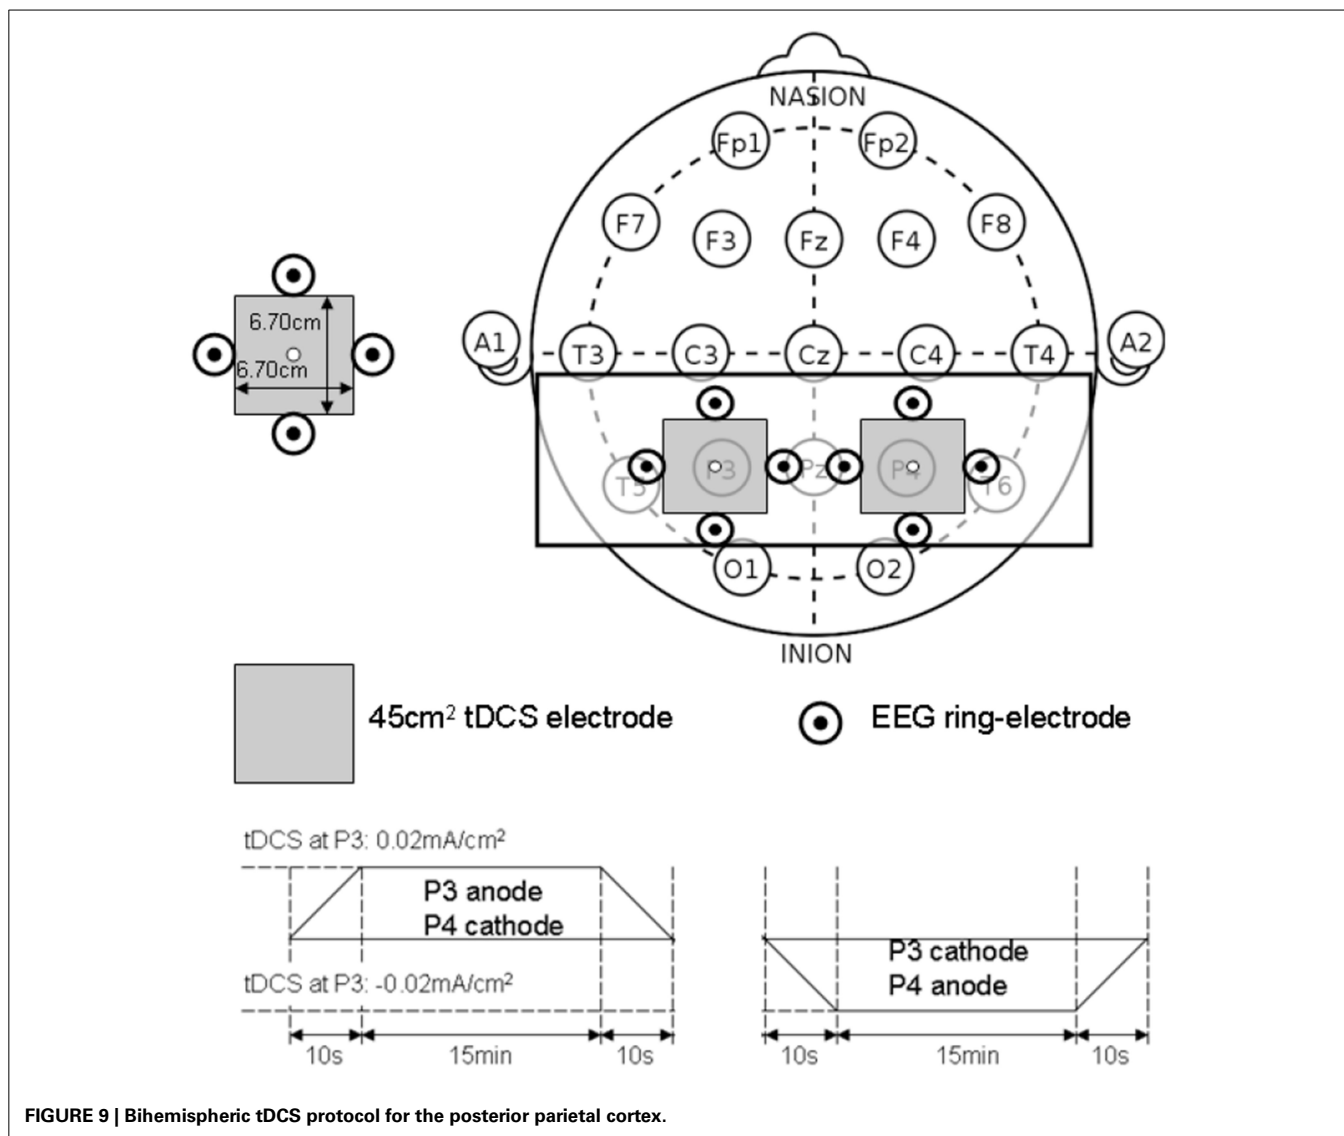 NASION
Fp1 Fp2
F7 F3 Fz F4 F8
A1 T3 C3 Cz C4 T4 A2
6.70cm
6.70cm
T5 P3 Pz P4 T6
O1 O2
INION
45cm² tDCS electrode
EEG ring-electrode
tDCS at P3: 0.02mA/cm²
P3 anode
P4 cathode
tDCS at P3: -0.02mA/cm²
10s 15min 10s
P3 cathode
P4 anode
10s 15min 10s
FIGURE 9 | Bihemispheric tDCS protocol for the posterior parietal cortex.